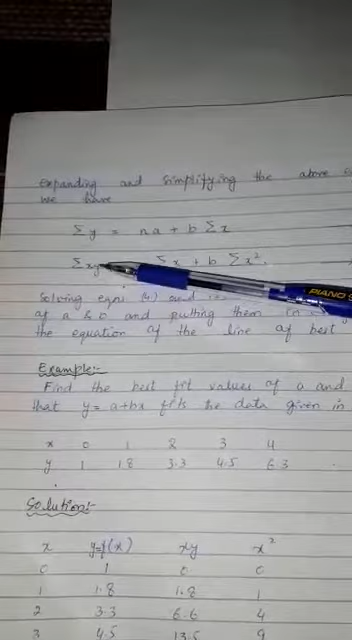 expanding and simplifying the above
we have
Σy = na + b Σx
Σxy Σx + b Σx².
Solving eqns and
of a & b and putting them in
the equation of the line of best
Example:-
Find the best fit values of a and
that y = a+bx fits the data given in
x 0 1 2 3 4
y 1 1.8 3.3 4.5 6.3
Solution:-
x y=f(x) xy x²
0 1 0 0
1 1.8 1.8 1
2 3.3 6.6 4
3 4.5 13.5 9
PIANO